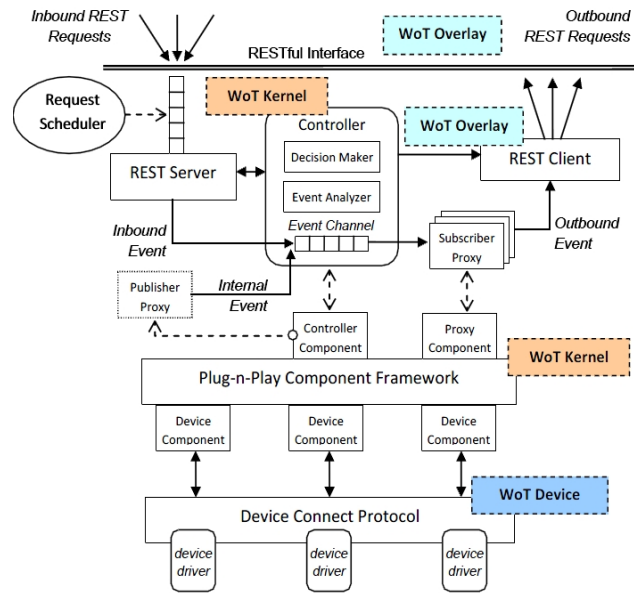 Inbound REST
Requests
Outbound
REST Requests
WoT Overlay
RESTful Interface
Request
Scheduler
WoT Kernel
Controller
WoT Overlay
Decision Maker
REST Server
REST Client
Event Analyzer
Event Channel
Inbound
Event
Subscriber
Proxy
Outbound
Event
Publisher
Proxy
Internal
Event
Controller
Component
Proxy
Component
WoT Kernel
Plug-n-Play Component Framework
Device
Component
Device
Component
Device
Component
WoT Device
Device Connect Protocol
device
driver
device
driver
device
driver